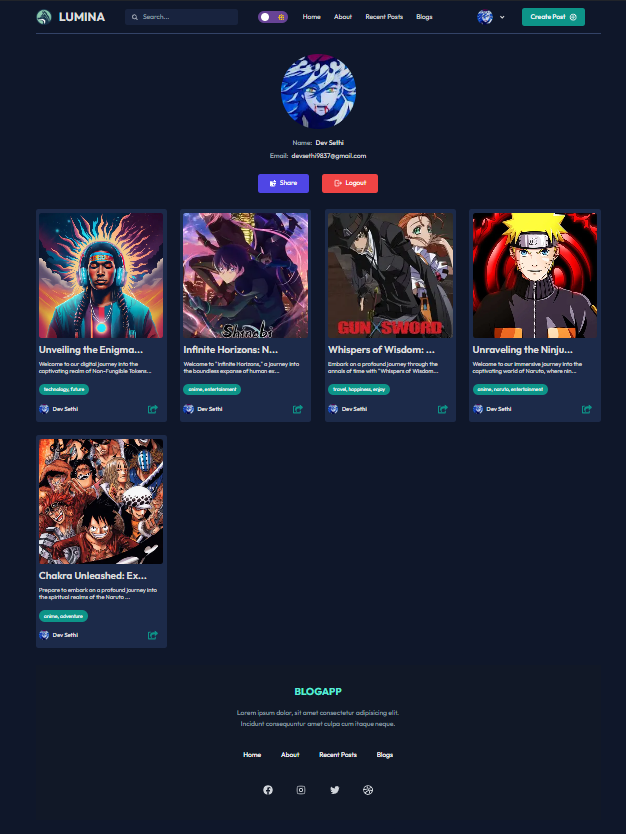 LUMINA
Search...
Home About Recent Posts Blogs
Create Post
Name: Dev Sethi
Email: devsethi9837@gmail.com
Share Logout
Shinobi
Unveiling the Enigma...
Welcome to our digital journey into the
captivating realm of Non-Fungible Tokens...
technology, future
Dev Sethi
Infinite Horizons: N...
Welcome to "Infinite Horizons," a journey into
the boundless expanse of human ex...
anime, entertainment
Dev Sethi
GUN X SWORD
Whispers of Wisdom: ...
Embark on a profound journey through the
annals of time with "Whispers of Wisdom...
travel, happiness, enjoy
Dev Sethi
Unraveling the Ninju...
Welcome to our immersive journey into the
captivating world of Naruto, where nin...
anime, naruto, entertainment
Dev Sethi
Chakra Unleashed: Ex...
Prepare to embark on a profound journey into
the spiritual realms of the Naruto ...
anime, adventure
Dev Sethi
BLOGAPP
Lorem ipsum dolor, sit amet consectetur adipisicing elit.
Incidunt consequuntur amet culpa cum itaque neque.
Home About Recent Posts Blogs